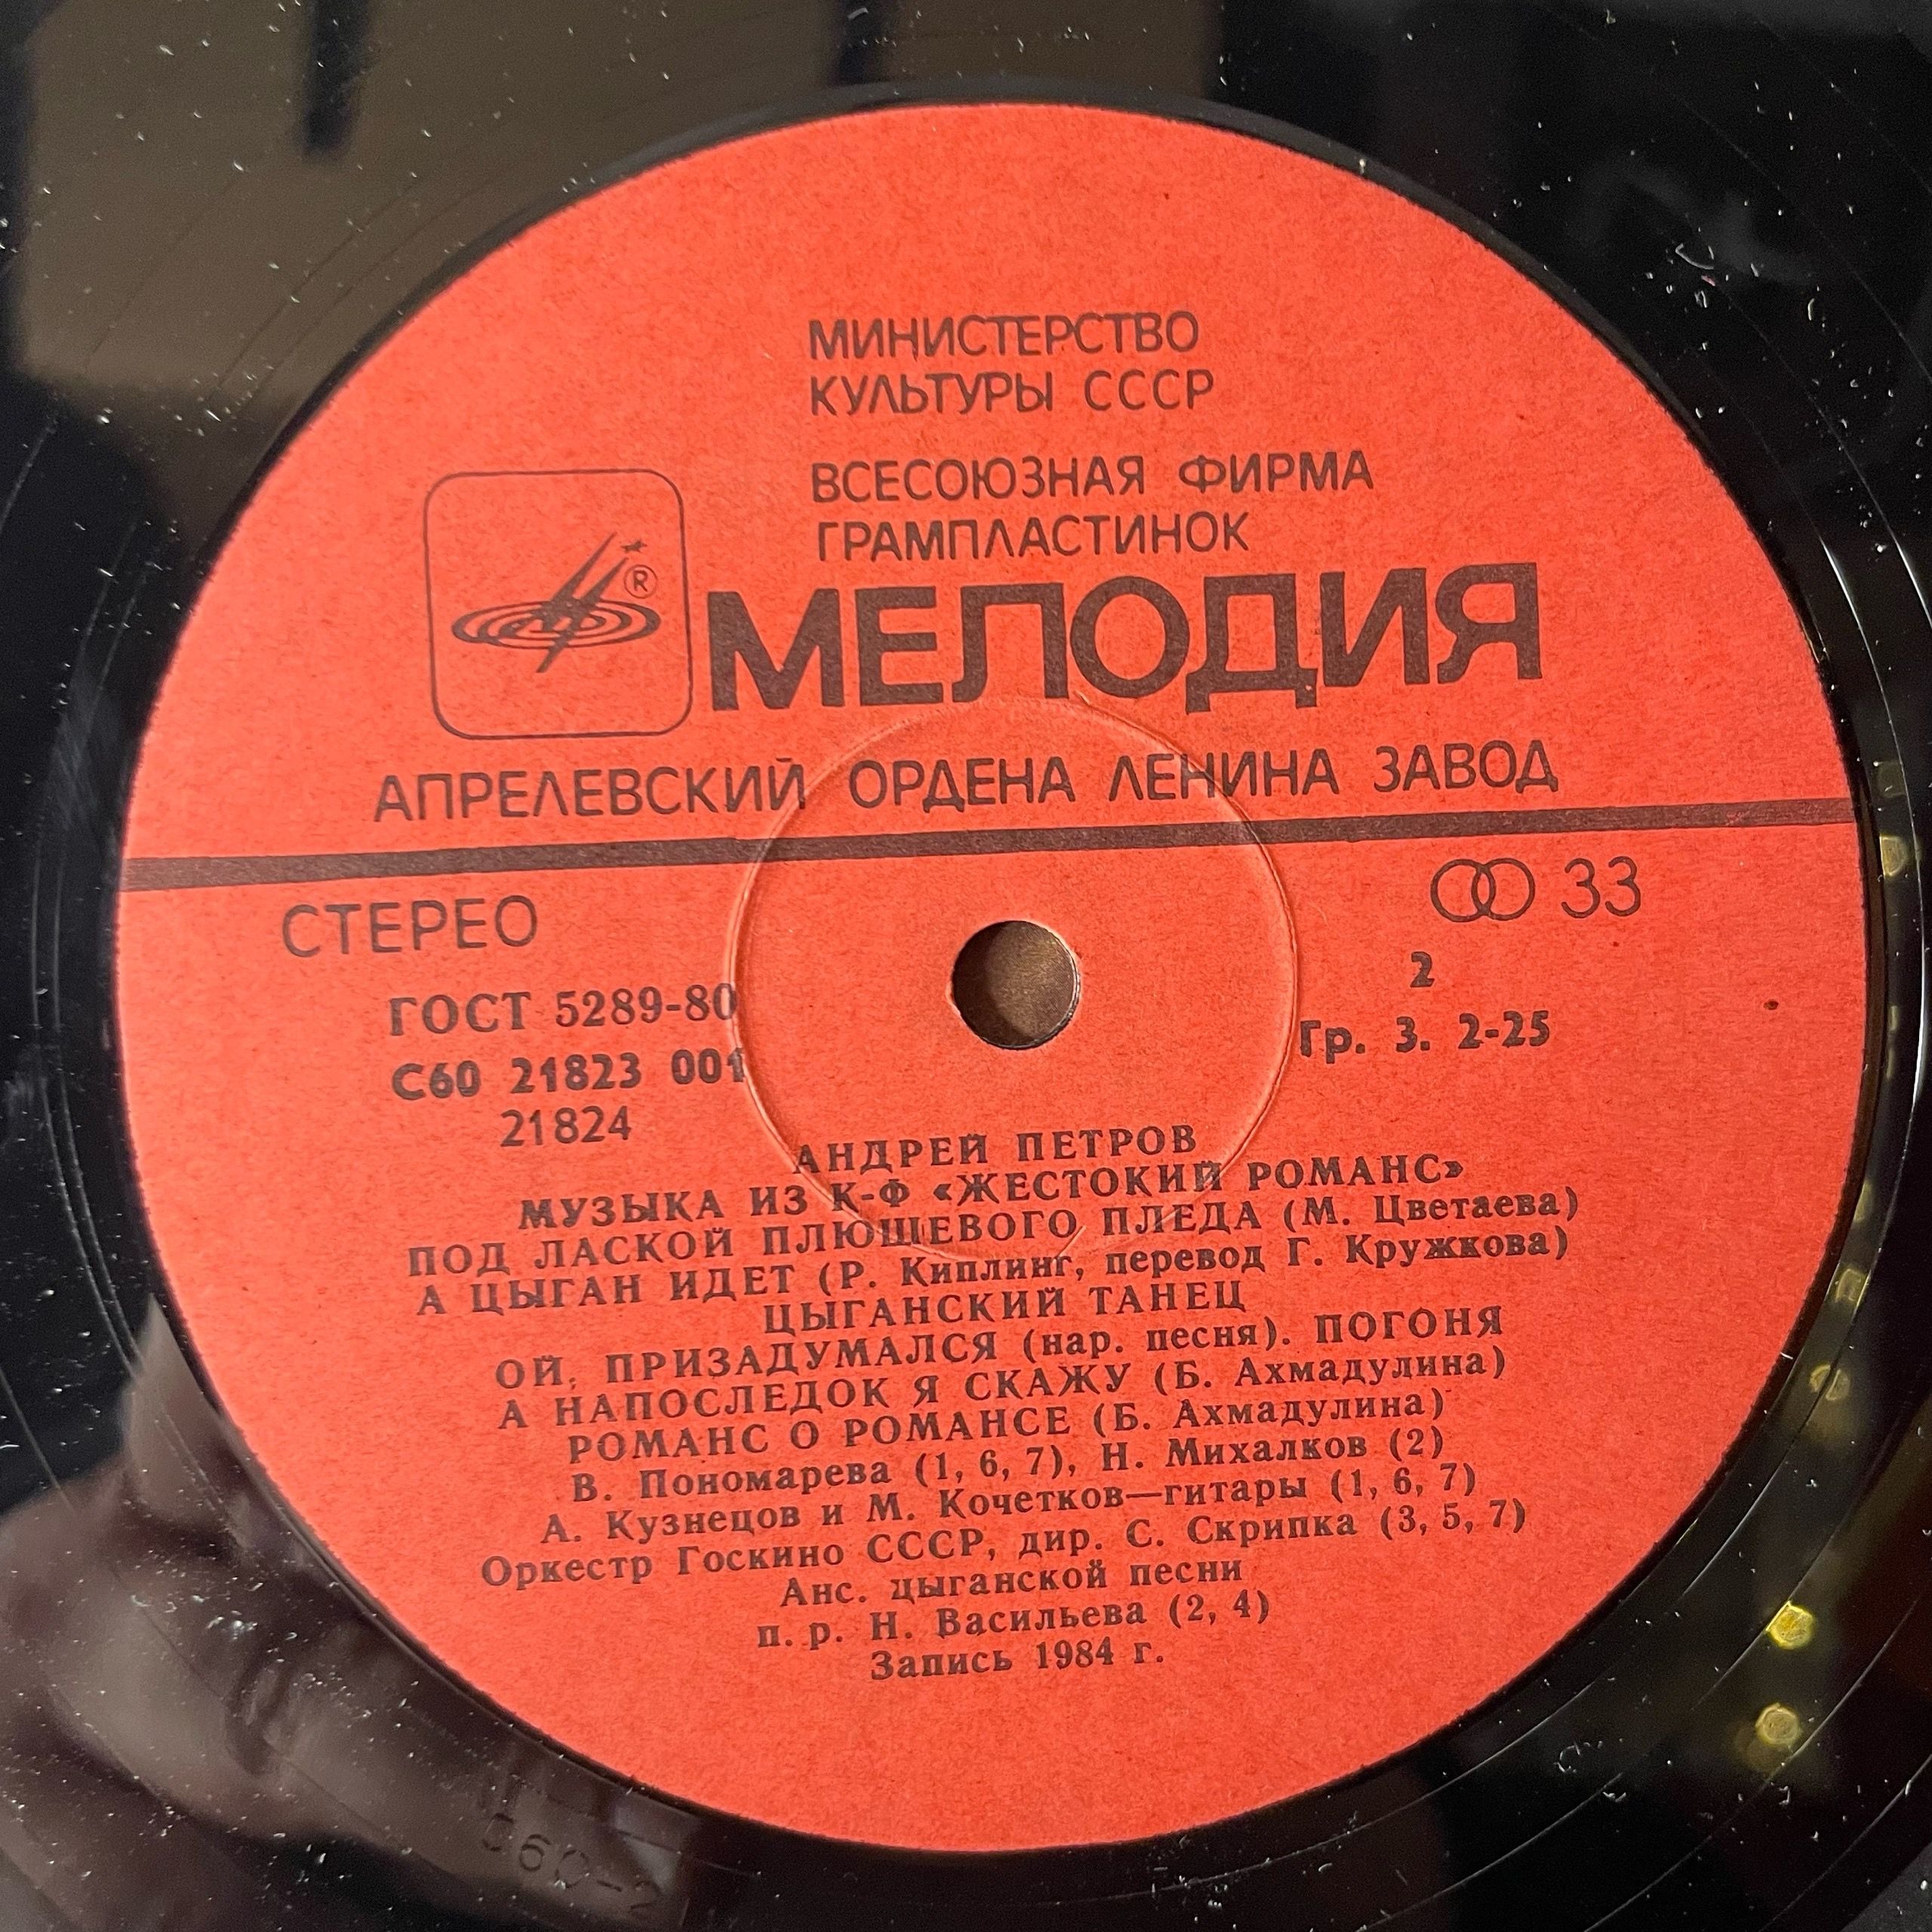 МИНИСТЕРСТВО
КУЛЬТУРЫ СССР
ВСЕСОЮЗНАЯ ФИРМА
ГРАМПЛАСТИНОК
®
МЕЛОДИЯ
АПРЕЛЕВСКИЙ ОРДЕНА ЛЕНИНА ЗАВОД
СТЕРЕО
33
ГОСТ 5289-80
2
С60 21823 001
Гр. 3. 2-25
21824
АНДРЕЙ ПЕТРОВ
МУЗЫКА ИЗ К-Ф «ЖЕСТОКИЙ РОМАНС»
ПОД ЛАСКОЙ ПЛЮШЕВОГО ПЛЕДА (М. Цветаева)
А ЦЫГАН ИДЕТ (Р. Киплинг, перевод Г. Кружкова)
ЦЫГАНСКИЙ ТАНЕЦ
ОЙ, ПРИЗАДУМАЛСЯ (нар. песня). ПОГОНЯ
А НАПОСЛЕДОК Я СКАЖУ (Б. Ахмадулина)
РОМАНС О РОМАНСЕ (Б. Ахмадулина)
В. Пономарева (1, 6, 7), Н. Михалков (2)
А. Кузнецов и М. Кочетков—гитары (1, 6, 7)
Оркестр Госкино СССР, дир. С. Скрипка (3, 5, 7)
Анс. цыганской песни
п. р. Н. Васильева (2, 4)
Запись 1984 г.